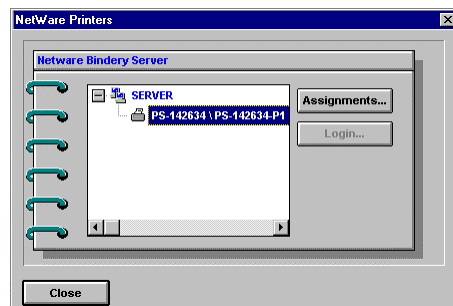 NetWare Printers
Netware Bindery Server
SERVER
PS-142634 \ PS-142634-P1
Assignments...
Login...
Close